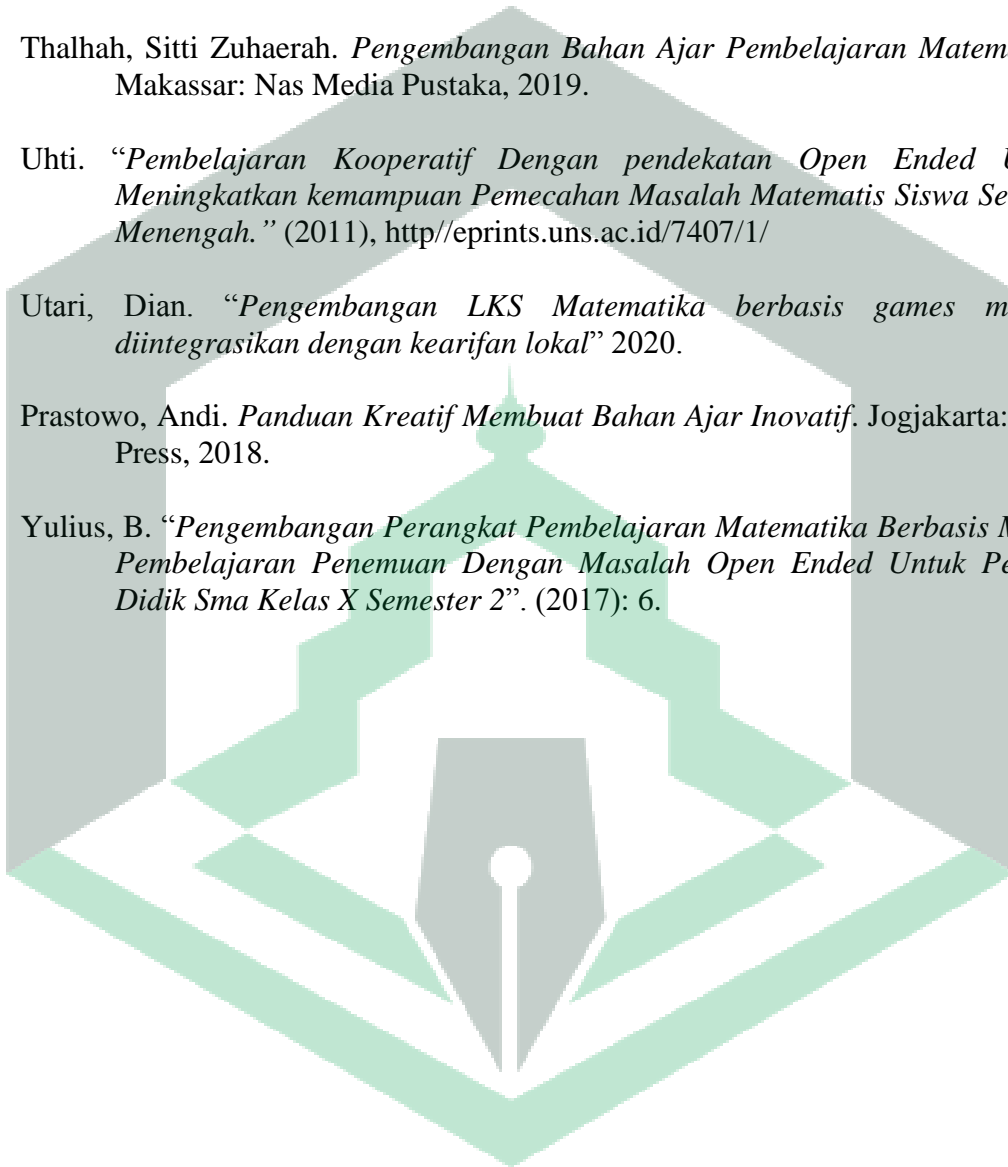 Thalhah, Sitti Zuhaerah. Pengembangan Bahan Ajar Pembelajaran
Makassar: Nas Media Pustaka, 2019.
Uhti. “Pembelajaran Kooperatif Dengan pendekatan Open Ended
Meningkatkan kemampuan Pemecahan Masalah Matematis Siswa
Menengah.” (2011), http//eprints.uns.ac.id/7407/1/
Utari, Dian. “Pengembangan LKS Matematika berbasis games
diintegrasikan dengan kearifan lokal” 2020.
Prastowo, Andi. Panduan Kreatif Membuat Bahan Ajar Inovatif. Jogjakarta:
Press, 2018.
Yulius, B. “Pengembangan Perangkat Pembelajaran Matematika Berbasis
Pembelajaran Penemuan Dengan Masalah Open Ended Untuk
Didik Sma Kelas X Semester 2”. (2017): 6.